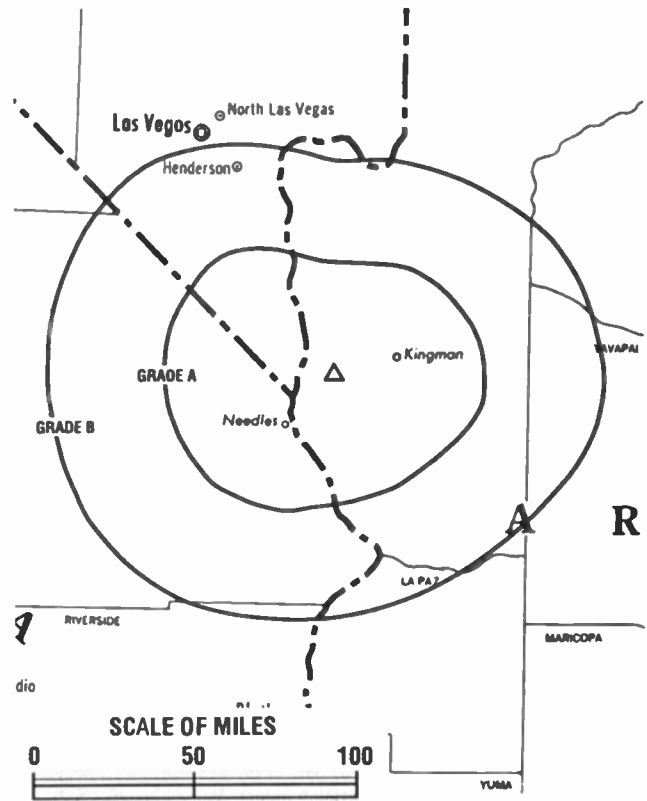 North Las Vegas
Las Vegas
Henderson
Kingman
YAVAPAI
GRADE A
Needles
GRADE B
A
R
LA PAZ
RIVERSIDE
MARICOPA
A
dio
SCALE OF MILES
0 50 100
YUMA